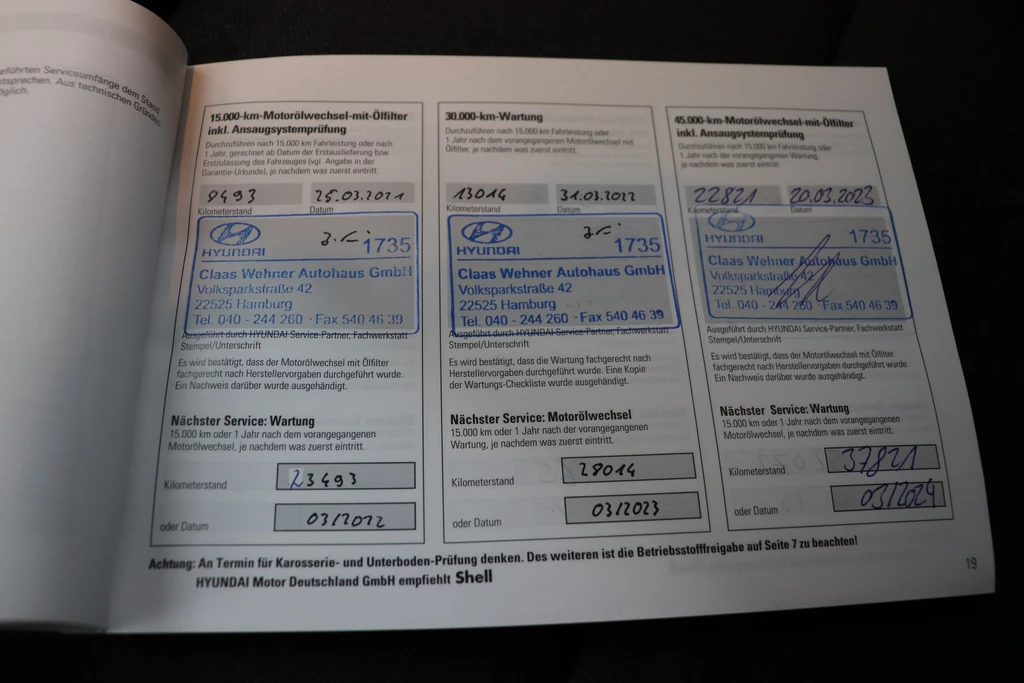 eführten Serviceumfänge dem Stand
tsprechen. Aus technischen Gründen
öglich.
15.000-km-Motorölwechsel-mit-Ölfilter
inkl. Ansaugsystemprüfung
Durchzuführen nach 15.000 km Fahrleistung oder nach
1 Jahr, gerechnet ab Datum der Erstauslieferung bzw.
Erstzulassung des Fahrzeuges (vgl. Angabe in der
Garantie-Urkunde), je nachdem was zuerst eintritt.
9493 25.03.2021
Kilometerstand Datum
HYUNDAI 1735
Claas Wehner Autohaus GmbH
Volksparkstraße 42
22525 Hamburg
Tel. 040 - 244 260 · Fax 540 46 39
Ausgeführt durch HYUNDAI Service-Partner, Fachwerkstatt
Stempel/Unterschrift
Es wird bestätigt, dass der Motorölwechsel mit Ölfilter
fachgerecht nach Herstellervorgaben durchgeführt wurde.
Ein Nachweis darüber wurde ausgehändigt.
Nächster Service: Wartung
15.000 km oder 1 Jahr nach dem vorangegangenen
Motorölwechsel, je nachdem was zuerst eintritt.
Kilometerstand 23493
oder Datum 03/2022
30.000-km-Wartung
Durchzuführen nach 15.000 km Fahrleistung oder
1 Jahr nach dem vorangegangenen Motorölwechsel mit
Ölfilter, je nachdem was zuerst eintritt.
13014 31.03.2022
Kilometerstand Datum
HYUNDAI 1735
Claas Wehner Autohaus GmbH
Volksparkstraße 42
22525 Hamburg
Tel. 040 - 244 260 · Fax 540 46 39
Ausgeführt durch HYUNDAI Service-Partner, Fachwerkstatt
Stempel/Unterschrift
Es wird bestätigt, dass die Wartung fachgerecht nach
Herstellervorgaben durchgeführt wurde. Eine Kopie
der Wartungs-Checkliste wurde ausgehändigt.
Nächster Service: Motorölwechsel
15.000 km oder 1 Jahr nach der vorangegangenen
Wartung, je nachdem was zuerst eintritt.
Kilometerstand 28014
oder Datum 03/2023
45.000-km-Motorölwechsel-mit-Ölfilter
inkl. Ansaugsystemprüfung
Durchzuführen nach 15.000 km Fahrleistung oder
1 Jahr nach der vorangegangenen Wartung,
je nachdem was zuerst eintritt.
22821 20.03.2023
Kilometerstand Datum
HYUNDAI 1735
Claas Wehner Autohaus GmbH
Volksparkstraße 42
22525 Hamburg
Tel. 040 - 244 260 · Fax 540 46 39
Ausgeführt durch HYUNDAI Service-Partner, Fachwerkstatt
Stempel/Unterschrift
Es wird bestätigt, dass der Motorölwechsel mit Ölfilter
fachgerecht nach Herstellervorgaben durchgeführt wurde.
Ein Nachweis darüber wurde ausgehändigt.
Nächster Service: Wartung
15.000 km oder 1 Jahr nach dem vorangegangenen
Motorölwechsel, je nachdem was zuerst eintritt.
Kilometerstand 37821
oder Datum 03/2024
Achtung: An Termin für Karosserie- und Unterboden-Prüfung denken. Des weiteren ist die Betriebsstofffreigabe auf Seite 7 zu beachten!
HYUNDAI Motor Deutschland GmbH empfiehlt Shell
19